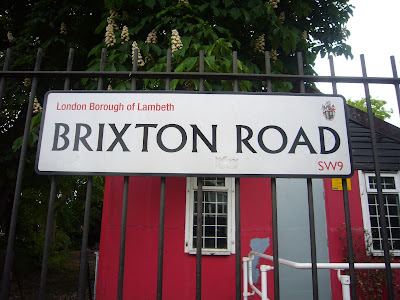 London Borough of Lambeth
BRIXTON ROAD
SW9